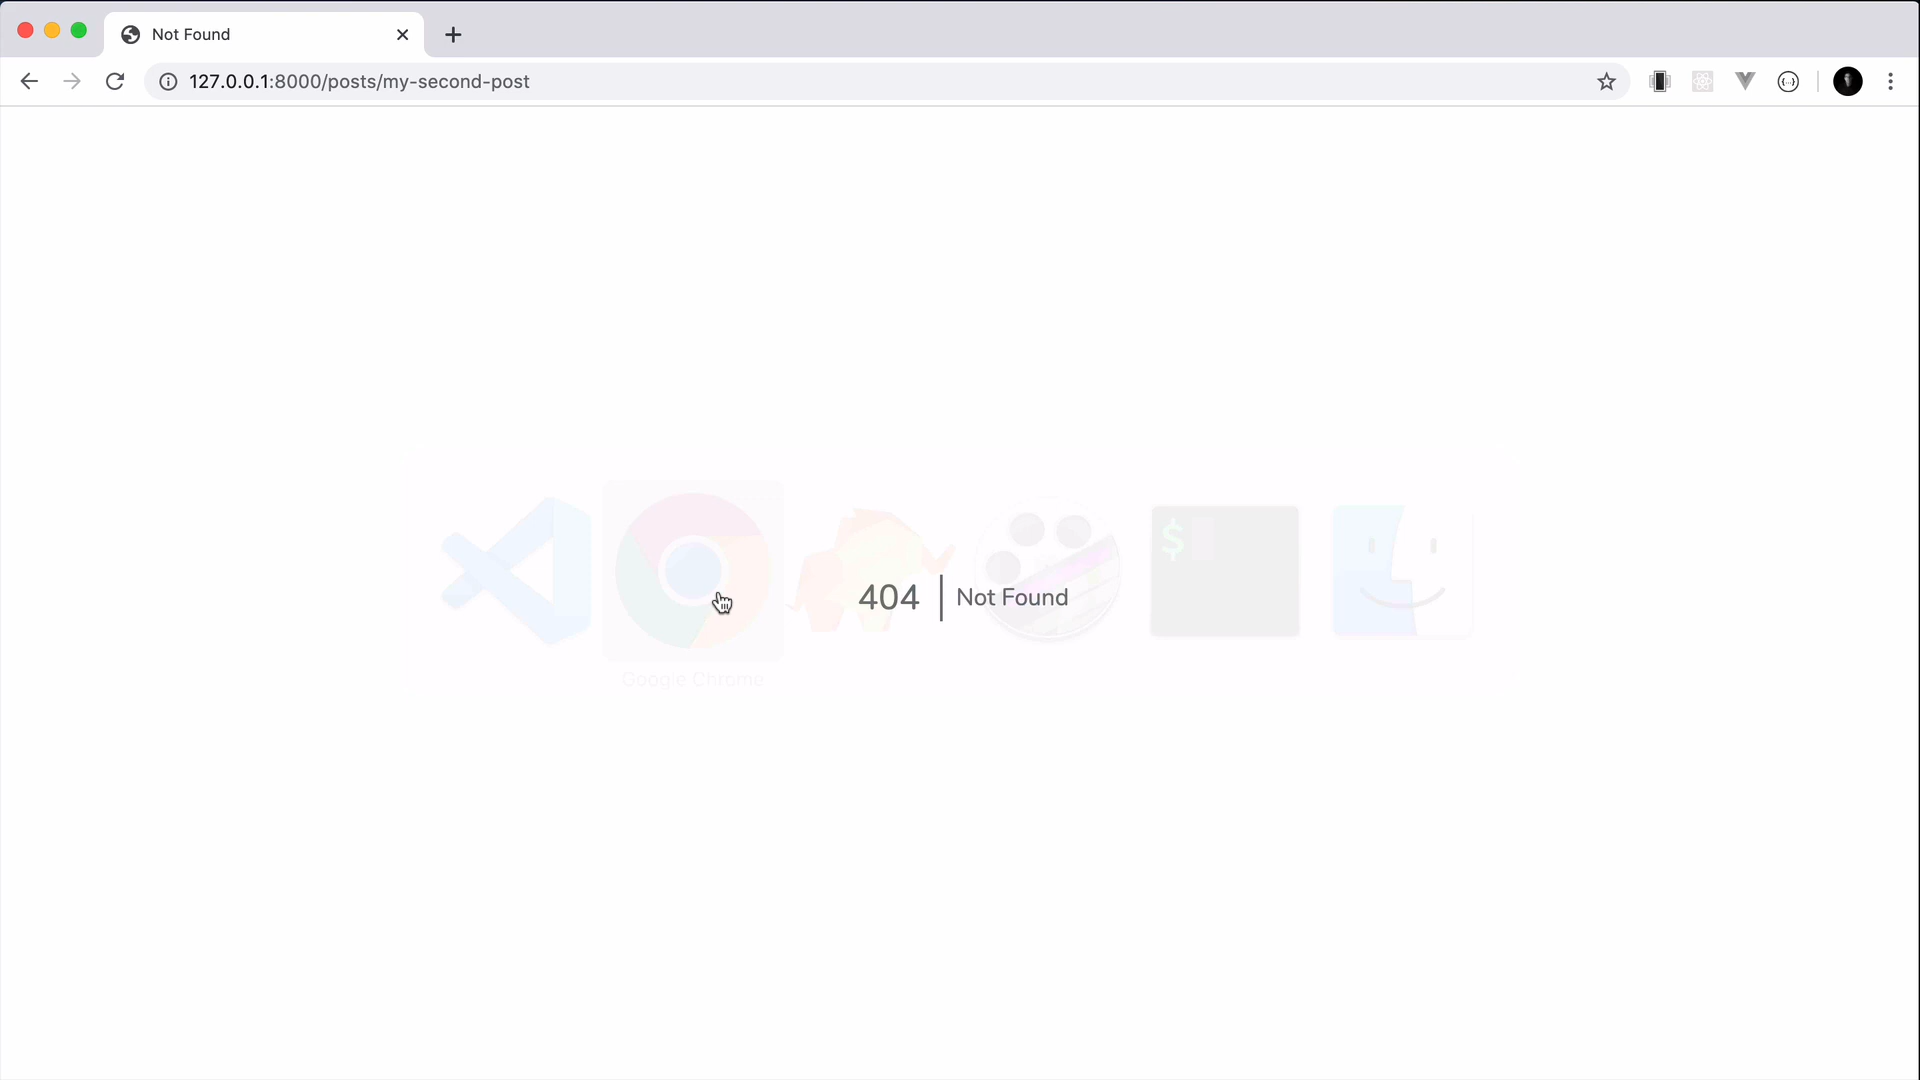 Not Found
127.0.0.1:8000/posts/my-second-post
$
404 | Not Found
Google Chrome